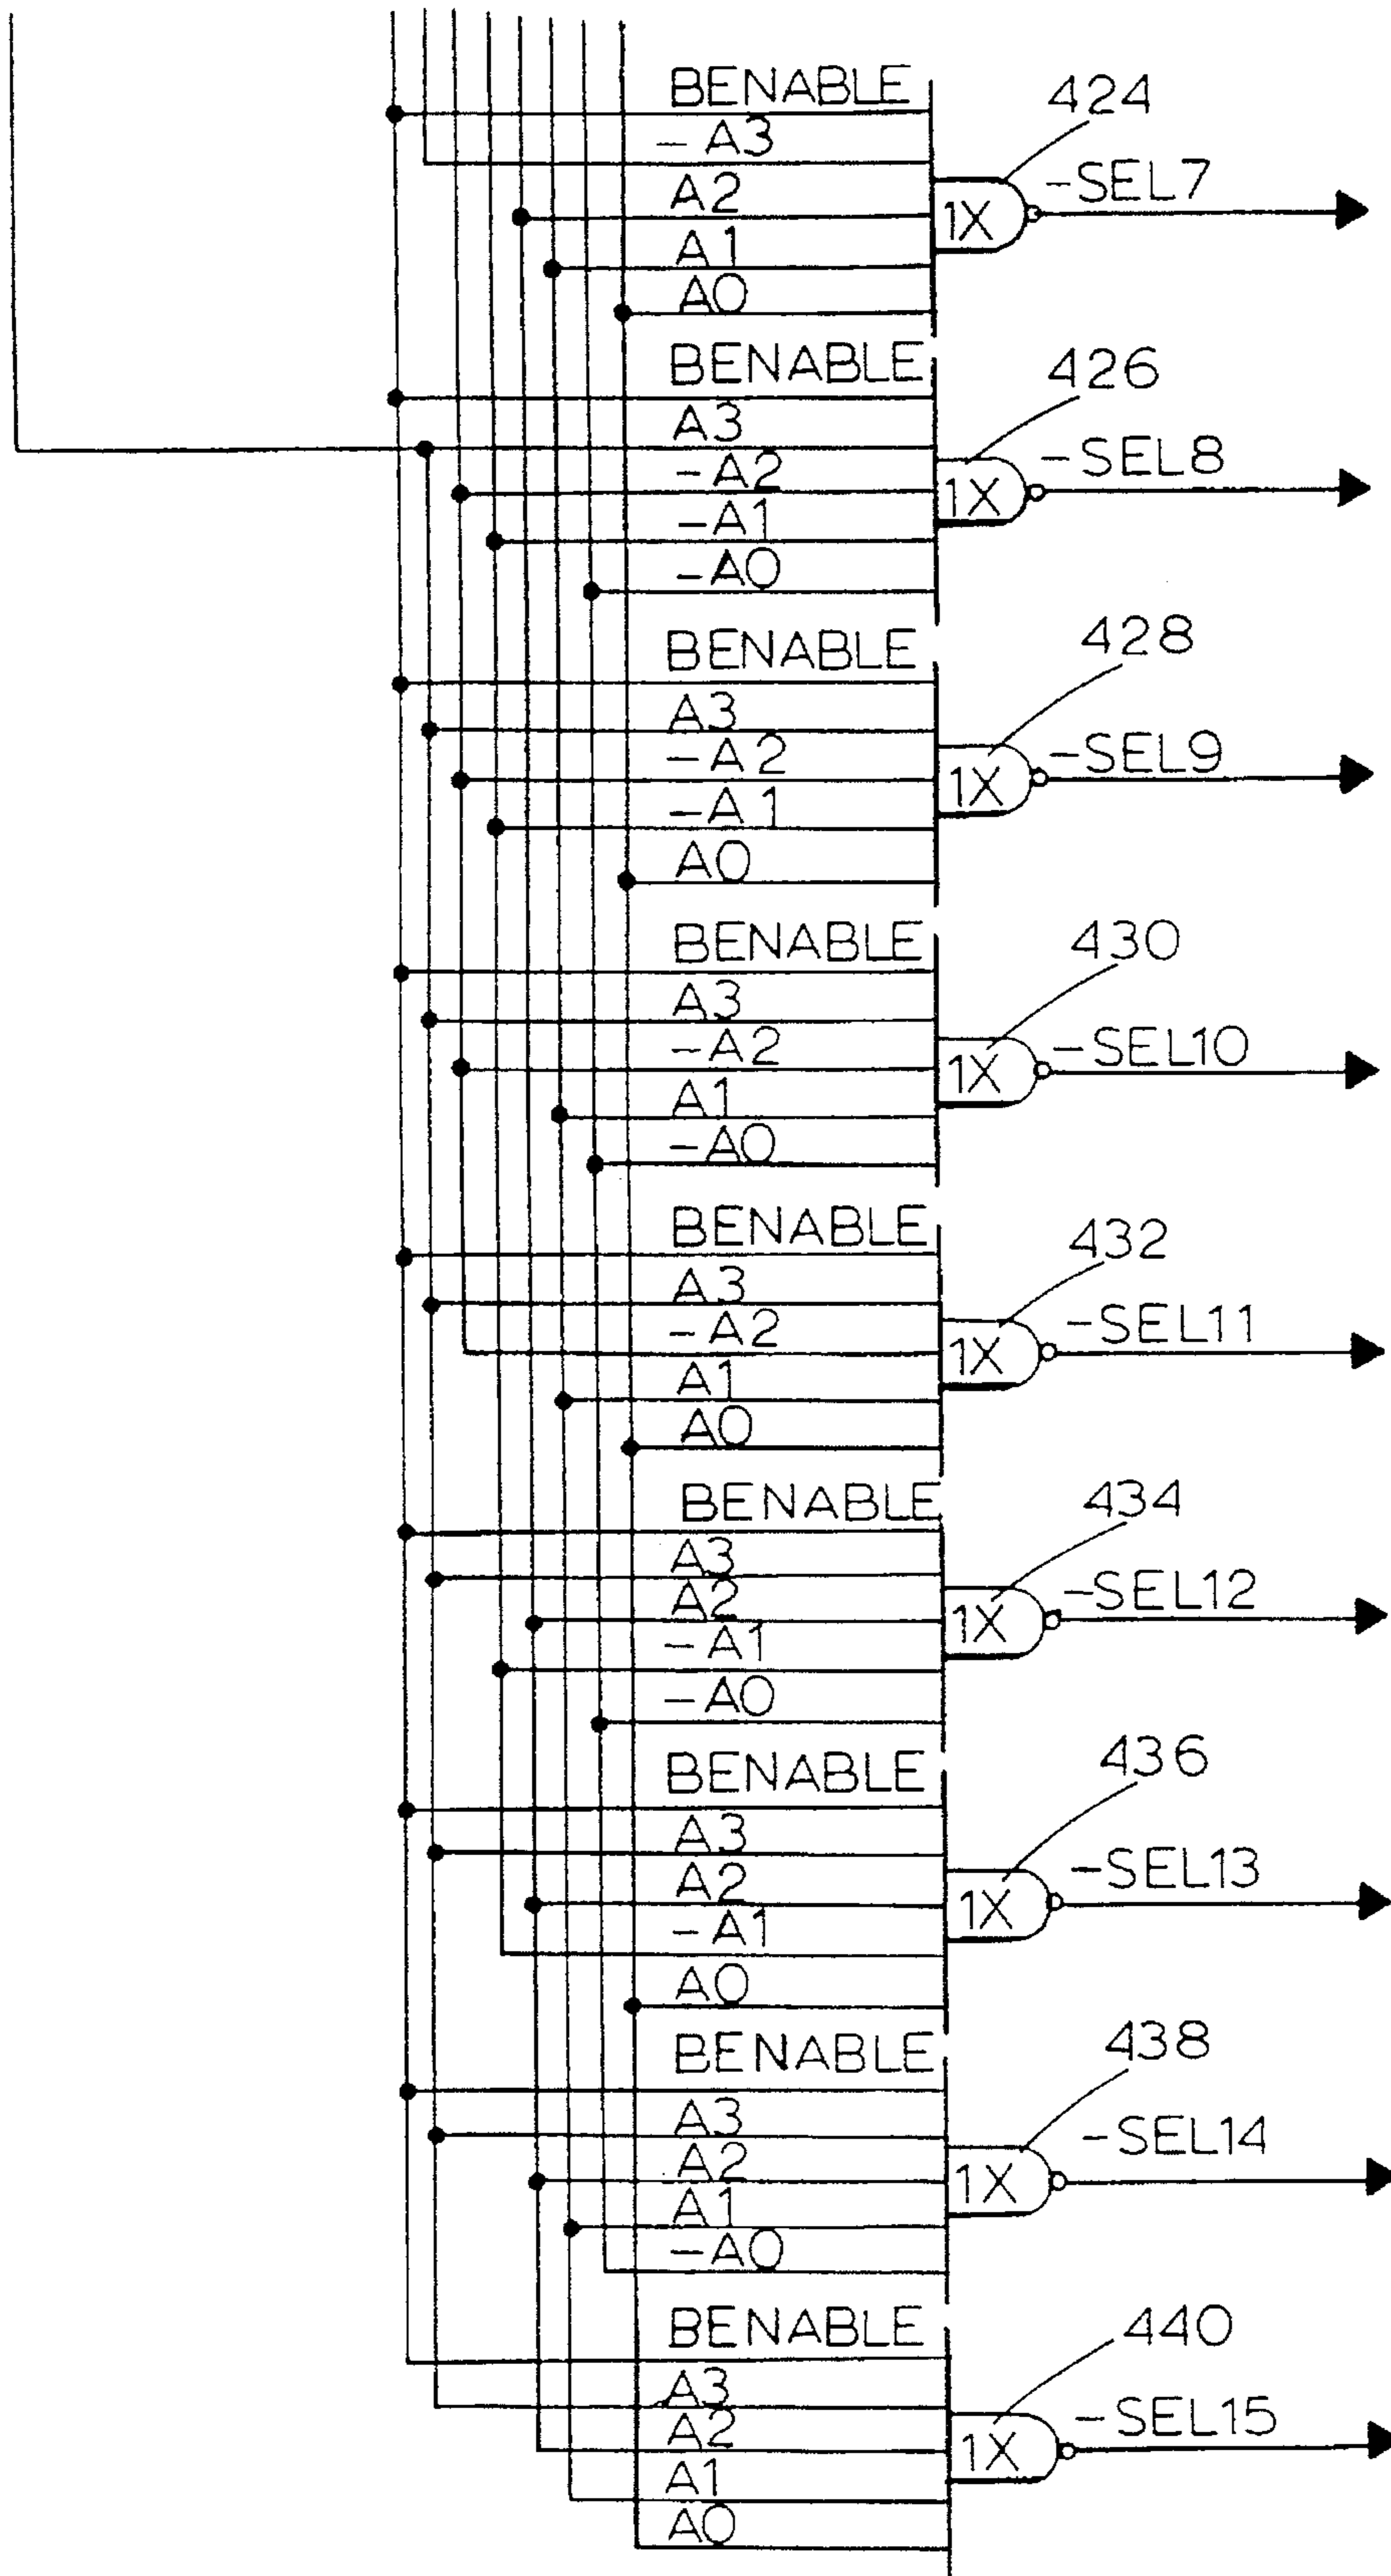 BENABLE
424
-A3
-SEL7
A2
1X
A1
A0
BENABLE
426
A3
-SEL8
-A2
1X
-A1
-A0
BENABLE
428
A3
-SEL9
-A2
1X
-A1
A0
BENABLE
430
A3
-SEL10
-A2
1X
A1
-A0
BENABLE
432
A3
-SEL11
-A2
1X
A1
A0
BENABLE
434
A3
-SEL12
A2
1X
-A1
-A0
BENABLE
436
A3
-SEL13
A2
1X
-A1
A0
BENABLE
438
A3
-SEL14
A2
1X
A1
-A0
BENABLE
440
A3
-SEL15
A2
1X
A1
A0